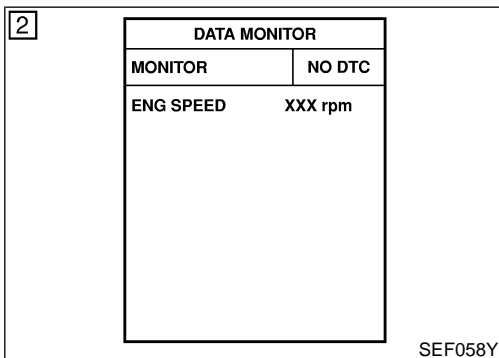 2
DATA MONITOR
MONITOR NO DTC
ENG SPEED XXX rpm
SEF058Y